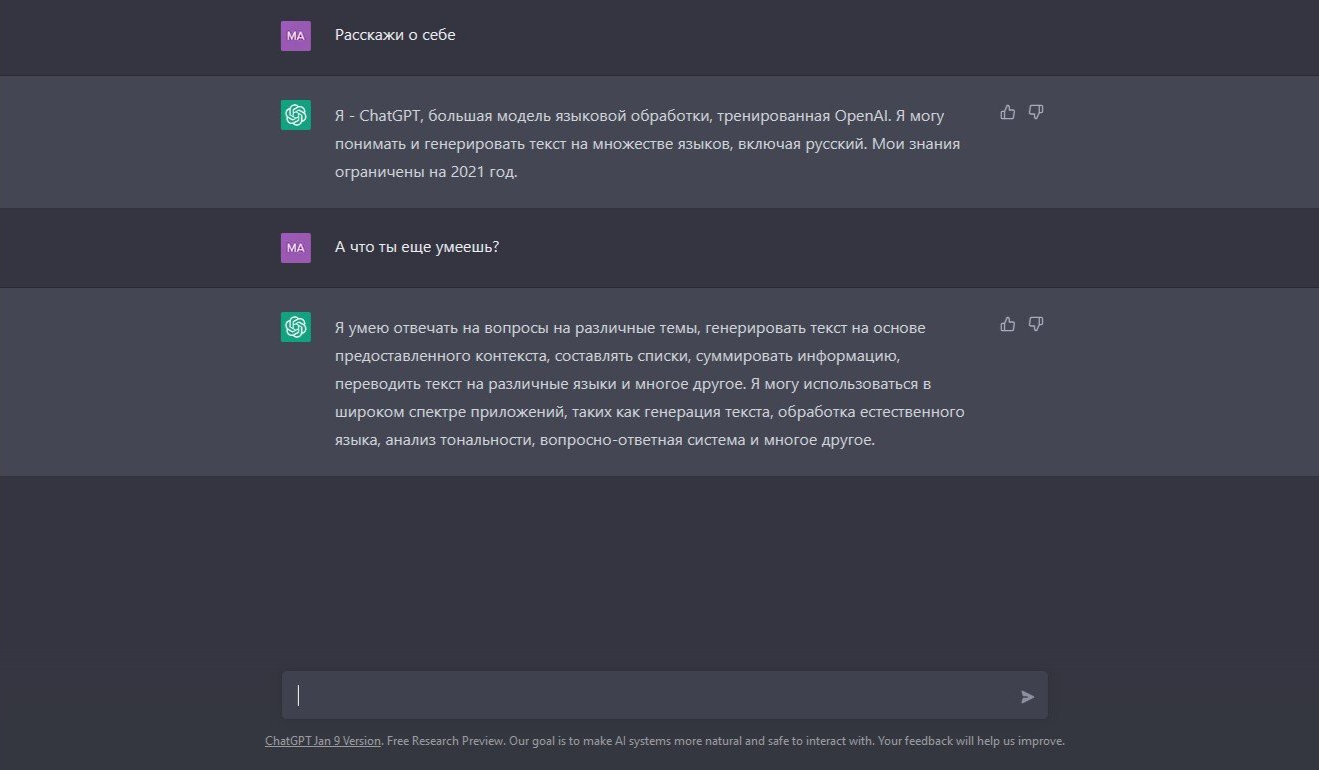 MA
Расскажи о себе
Я - ChatGPT, большая модель языковой обработки, тренированная OpenAI. Я могу
понимать и генерировать текст на множестве языков, включая русский. Мои знания
ограничены на 2021 год.
MA
А что ты еще умеешь?
Я умею отвечать на вопросы на различные темы, генерировать текст на основе
предоставленного контекста, составлять списки, суммировать информацию,
переводить текст на различные языки и многое другое. Я могу использоваться в
широком спектре приложений, таких как генерация текста, обработка естественного
языка, анализ тональности, вопросно-ответная система и многое другое.
ChatGPT Jan 9 Version. Free Research Preview. Our goal is to make AI systems more natural and safe to interact with. Your feedback will help us improve.